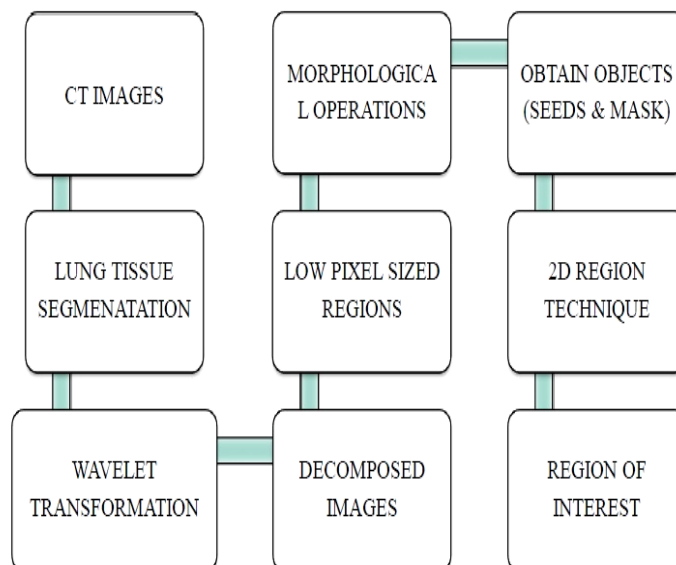 CT IMAGES
LUNG TISSUE
SEGMENATATION
WAVELET
TRANSFORMATION
DECOMPOSED
IMAGES
LOW PIXEL SIZED
REGIONS
MORPHOLOGICA
L OPERATIONS
OBTAIN OBJECTS
(SEEDS & MASK)
2D REGION
TECHNIQUE
REGION OF
INTEREST